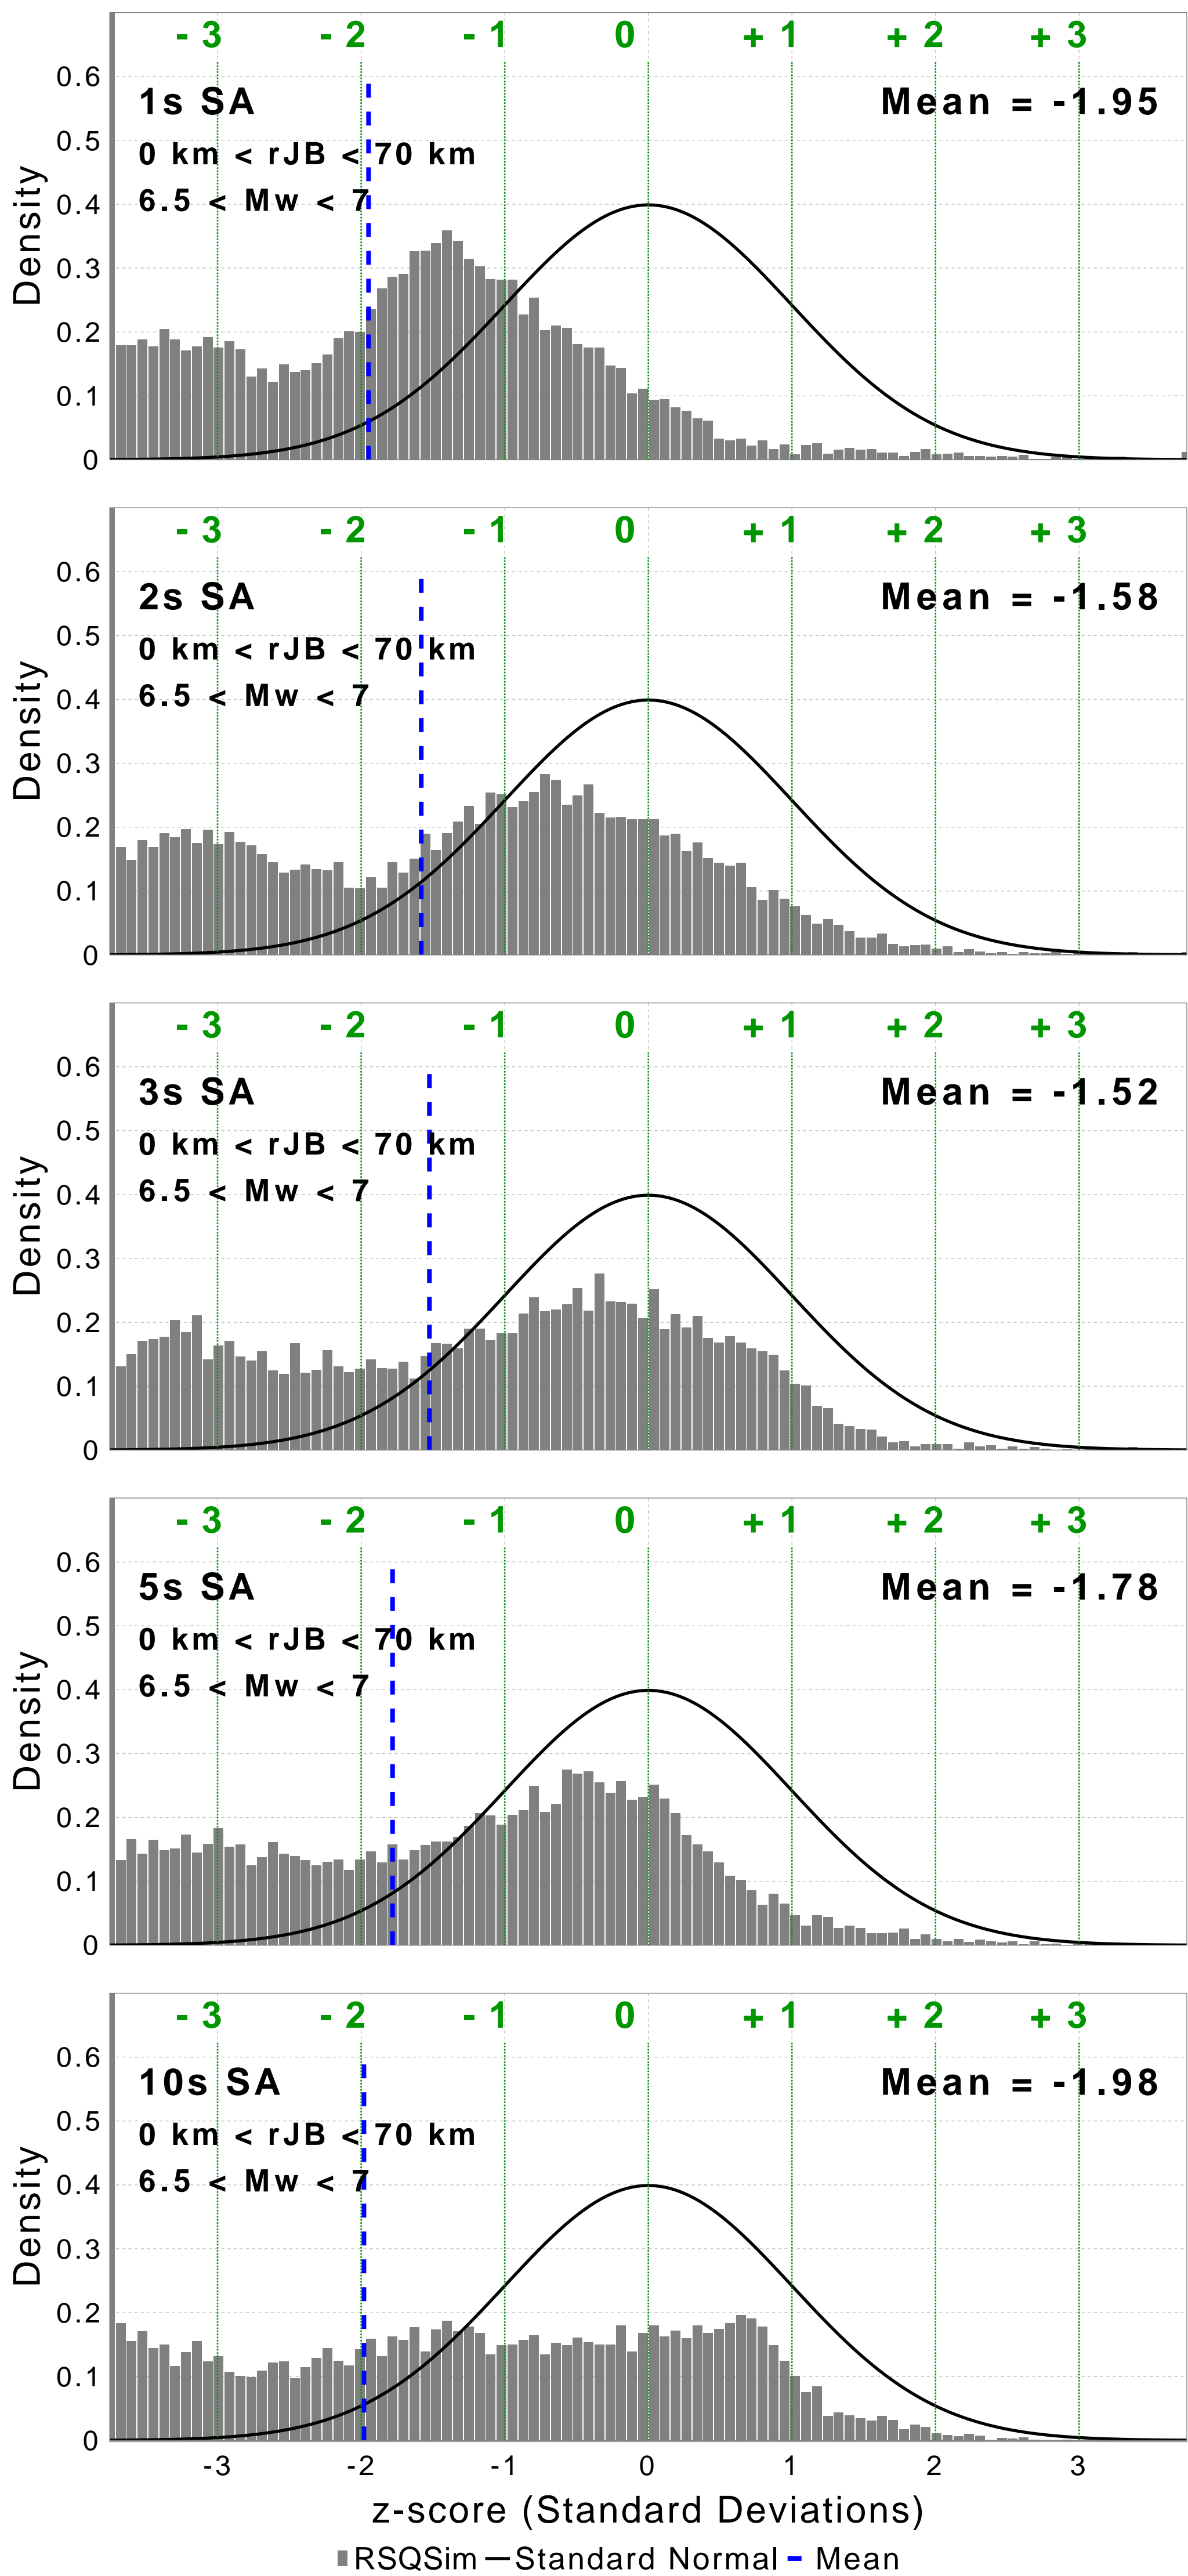 - 3 - 2 - 1 0 + 1 + 2 + 3
0.6
1s SA Mean = -1.95
0.5
0 km < rJB < 70 km
6.5 < Mw < 7
0.4
Density
0.3
0.2
0.1
0
- 3 - 2 - 1 0 + 1 + 2 + 3
0.6
2s SA Mean = -1.58
0.5
0 km < rJB < 70 km
6.5 < Mw < 7
0.4
Density
0.3
0.2
0.1
0
- 3 - 2 - 1 0 + 1 + 2 + 3
0.6
3s SA Mean = -1.52
0.5
0 km < rJB < 70 km
6.5 < Mw < 7
0.4
Density
0.3
0.2
0.1
0
- 3 - 2 - 1 0 + 1 + 2 + 3
0.6
5s SA Mean = -1.78
0.5
0 km < rJB < 70 km
6.5 < Mw < 7
0.4
Density
0.3
0.2
0.1
0
- 3 - 2 - 1 0 + 1 + 2 + 3
0.6
10s SA Mean = -1.98
0.5
0 km < rJB < 70 km
6.5 < Mw < 7
0.4
Density
0.3
0.2
0.1
0
-3 -2 -1 0 1 2 3
z-score (Standard Deviations)
RSQSim Standard Normal Mean